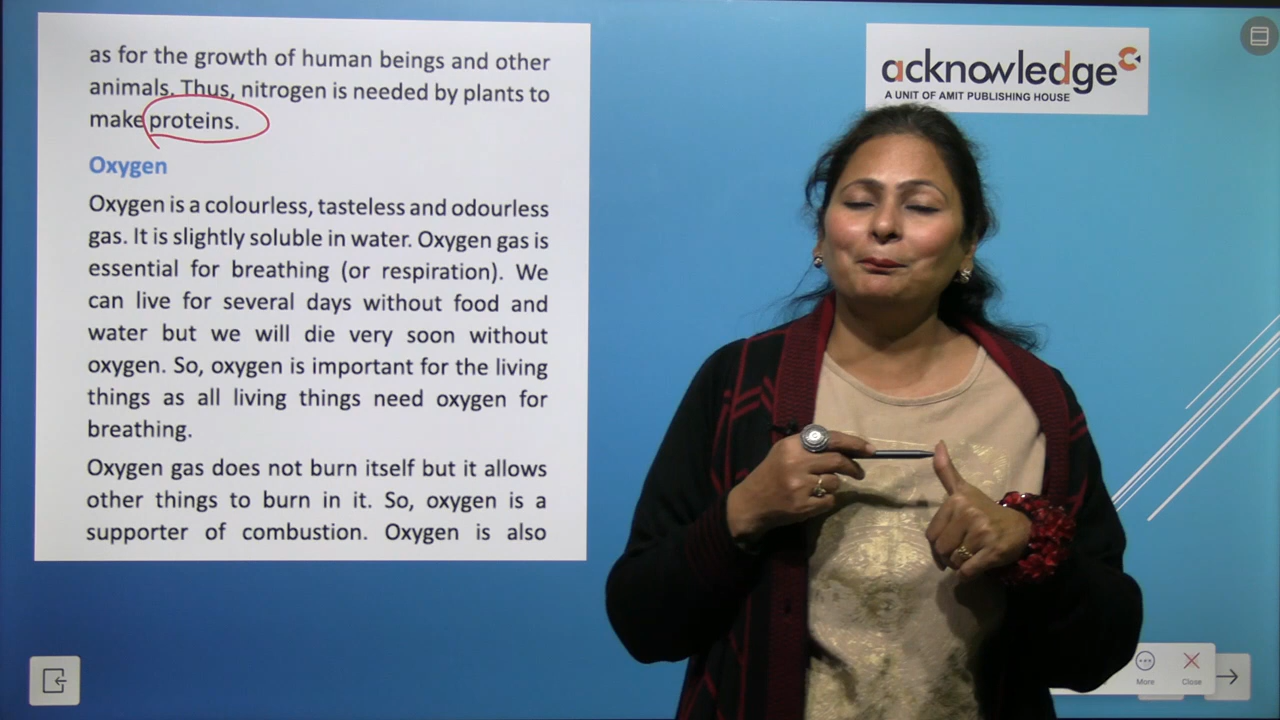 as for the growth of human beings and other
animals. Thus, nitrogen is needed by plants to
make proteins.
Oxygen
Oxygen is a colourless, tasteless and odourless
gas. It is slightly soluble in water. Oxygen gas is
essential for breathing (or respiration). We
can live for several days without food and
water but we will die very soon without
oxygen. So, oxygen is important for the living
things as all living things need oxygen for
breathing.
Oxygen gas does not burn itself but it allows
other things to burn in it. So, oxygen is a
supporter of combustion. Oxygen is also
acknowledge
A UNIT OF AMIT PUBLISHING HOUSE
More
Close